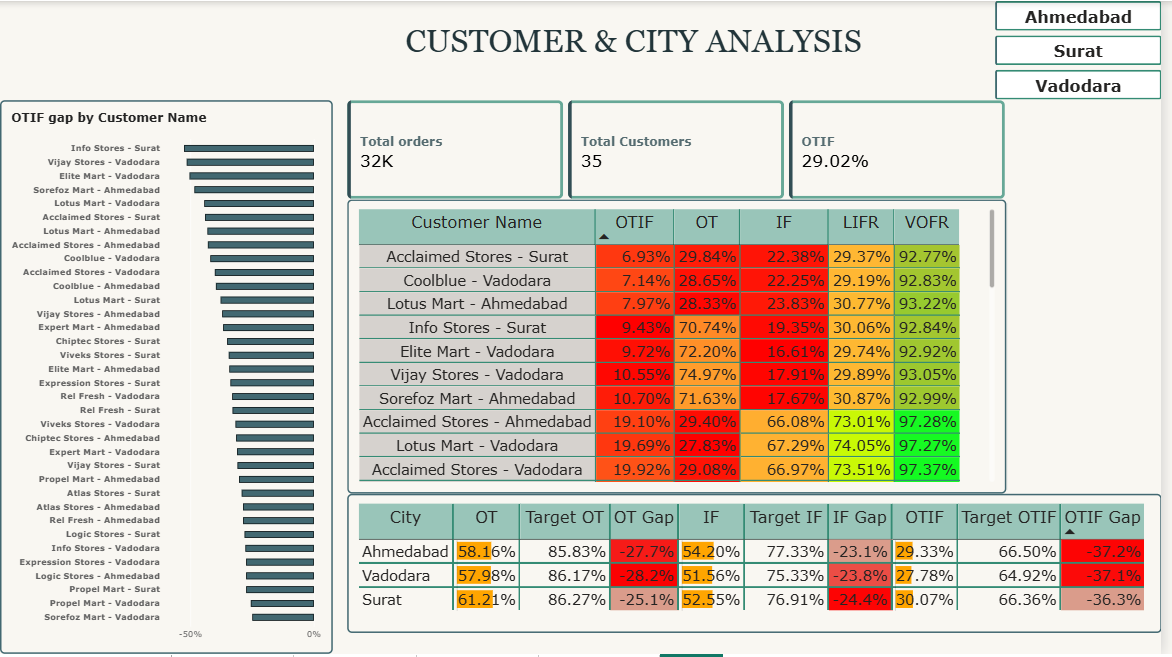 Ahmedabad
CUSTOMER & CITY ANALYSIS
Surat
Vadodara
OTIF gap by Customer Name
Info Stores - Surat
Vijay Stores - Vadodara
Elite Mart - Vadodara
Sorefoz Mart - Ahmedabad
Lotus Mart - Vadodara
Acclaimed Stores - Surat
Lotus Mart - Ahmedabad
Acclaimed Stores - Ahmedabad
Coolblue - Vadodara
Acclaimed Stores - Vadodara
Coolblue - Ahmedabad
Lotus Mart - Surat
Vijay Stores - Ahmedabad
Expert Mart - Ahmedabad
Chiptec Stores - Surat
Viveks Stores - Surat
Elite Mart - Ahmedabad
Expression Stores - Surat
Rel Fresh - Vadodara
Rel Fresh - Surat
Viveks Stores - Vadodara
Chiptec Stores - Ahmedabad
Expert Mart - Vadodara
Vijay Stores - Surat
Propel Mart - Ahmedabad
Atlas Stores - Surat
Atlas Stores - Ahmedabad
Rel Fresh - Ahmedabad
Logic Stores - Surat
Info Stores - Vadodara
Expression Stores - Vadodara
Logic Stores - Ahmedabad
Propel Mart - Surat
Propel Mart - Vadodara
Sorefoz Mart - Vadodara
-50% 0%
Total orders
32K
Total Customers
35
OTIF
29.02%
Customer Name OTIF OT IF LIFR VOFR
Acclaimed Stores - Surat 6.93% 29.84% 22.38% 29.37% 92.77%
Coolblue - Vadodara 7.14% 28.65% 22.25% 29.19% 92.83%
Lotus Mart - Ahmedabad 7.97% 28.33% 23.83% 30.77% 93.22%
Info Stores - Surat 9.43% 70.74% 19.35% 30.06% 92.84%
Elite Mart - Vadodara 9.72% 72.20% 16.61% 29.74% 92.92%
Vijay Stores - Vadodara 10.55% 74.97% 17.91% 29.89% 93.05%
Sorefoz Mart - Ahmedabad 10.70% 71.63% 17.67% 30.87% 92.99%
Acclaimed Stores - Ahmedabad 19.10% 29.40% 66.08% 73.01% 97.28%
Lotus Mart - Vadodara 19.69% 27.83% 67.29% 74.05% 97.27%
Acclaimed Stores - Vadodara 19.92% 29.08% 66.97% 73.51% 97.37%
City OT Target OT OT Gap IF Target IF IF Gap OTIF Target OTIF OTIF Gap
Ahmedabad 58.16% 85.83% -27.7% 54.20% 77.33% -23.1% 29.33% 66.50% -37.2%
Vadodara 57.98% 86.17% -28.2% 51.56% 75.33% -23.8% 27.78% 64.92% -37.1%
Surat 61.21% 86.27% -25.1% 52.55% 76.91% -24.4% 30.07% 66.36% -36.3%